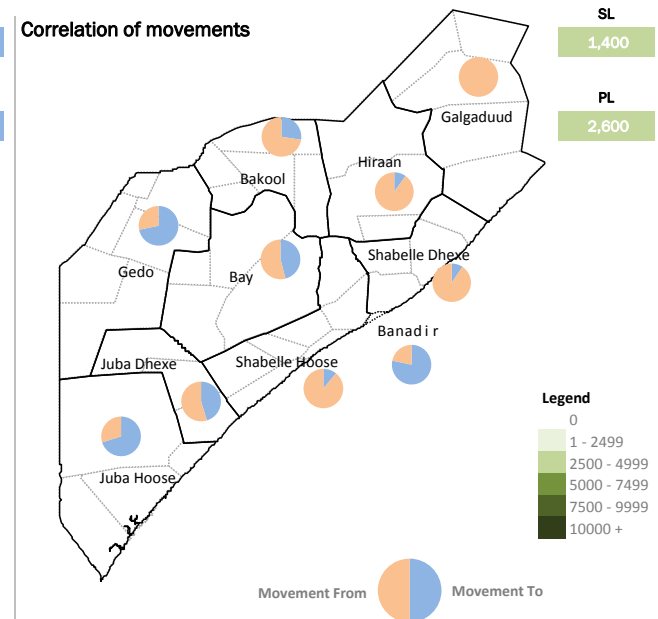 Correlation of movements
SL
1,400
PL
2,600
Galgaduud
Hiraan
Bakool
Shabelle Dhexe
Gedo
Bay
Banadir
Juba Dhexe
Shabelle Hoose
Juba Hoose
Legend
0
1 - 2499
2500 - 4999
5000 - 7499
7500 - 9999
10000 +
Movement From
Movement To